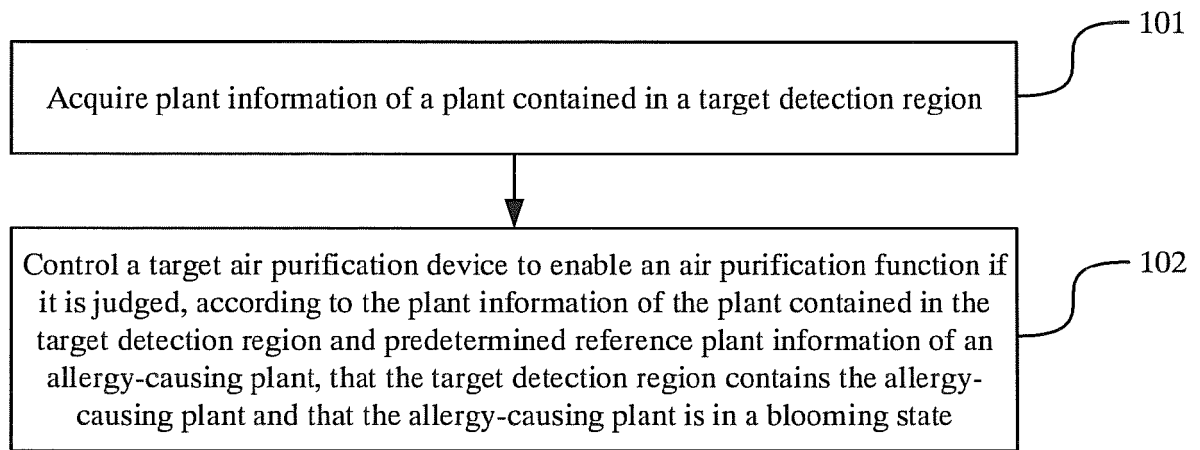 101
Acquire plant information of a plant contained in a target detection region
Control a target air purification device to enable an air purification function if
102
it is judged, according to the plant information of the plant contained in the
target detection region and predetermined reference plant information of an
allergy-causing plant, that the target detection region contains the allergy-
causing plant and that the allergy-causing plant is in a blooming state